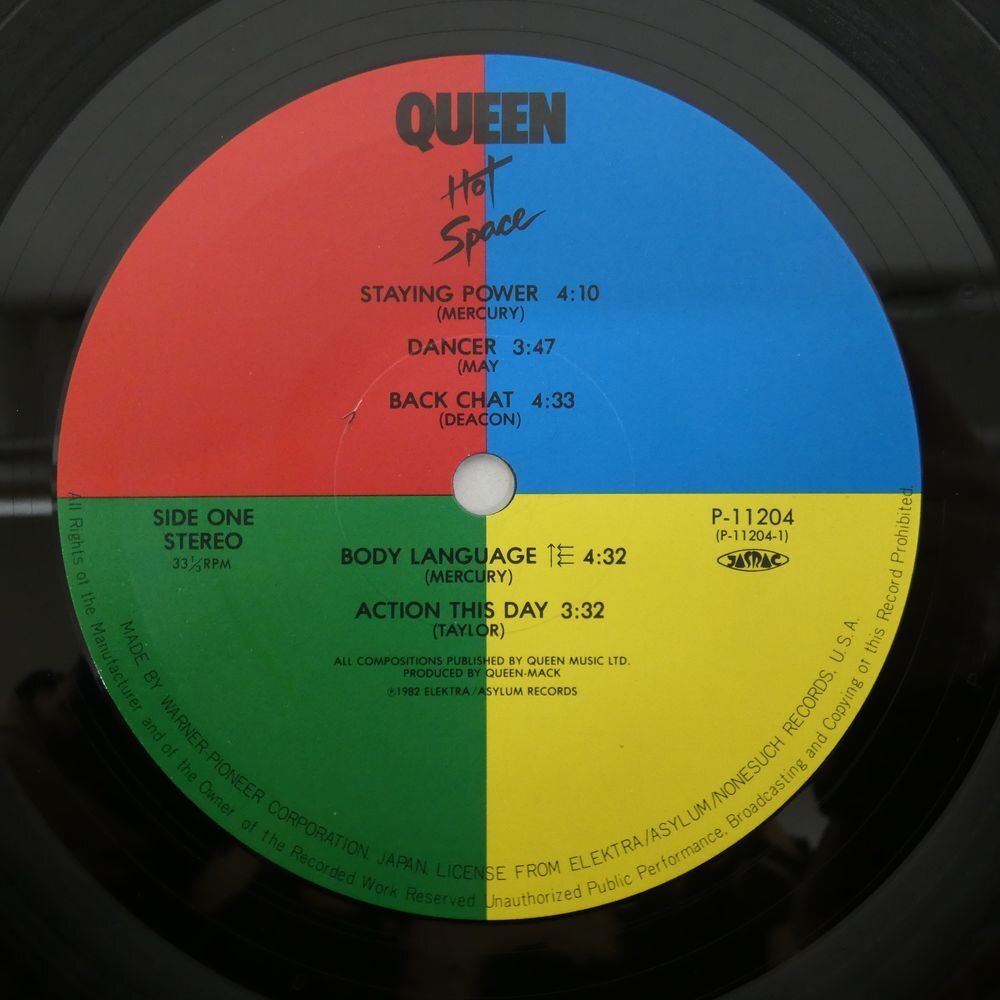 QUEEN
Hot
Space
STAYING POWER 4:10
(MERCURY)
DANCER 3:47
(MAY
BACK CHAT 4:33
(DEACON)
SIDE ONE
STEREO
33⅓RPM
P-11204
(P-11204-1)
JASRAC
BODY LANGUAGE 4:32
(MERCURY)
ACTION THIS DAY 3:32
(TAYLOR)
ALL COMPOSITIONS PUBLISHED BY QUEEN MUSIC LTD.
PRODUCED BY QUEEN-MACK
℗1982 ELEKTRA/ASYLUM RECORDS
MADE BY WARNER-PIONEER CORPORATION. JAPAN. LICENSE FROM ELEKTRA/ASYLUM/NONESUCH RECORDS. U.S.A.
All Rights of the Manufacturer and of the Owner of the Recorded Work Reserved Unauthorized Public Performance, Broadcasting and Copying of this Record Prohibited.